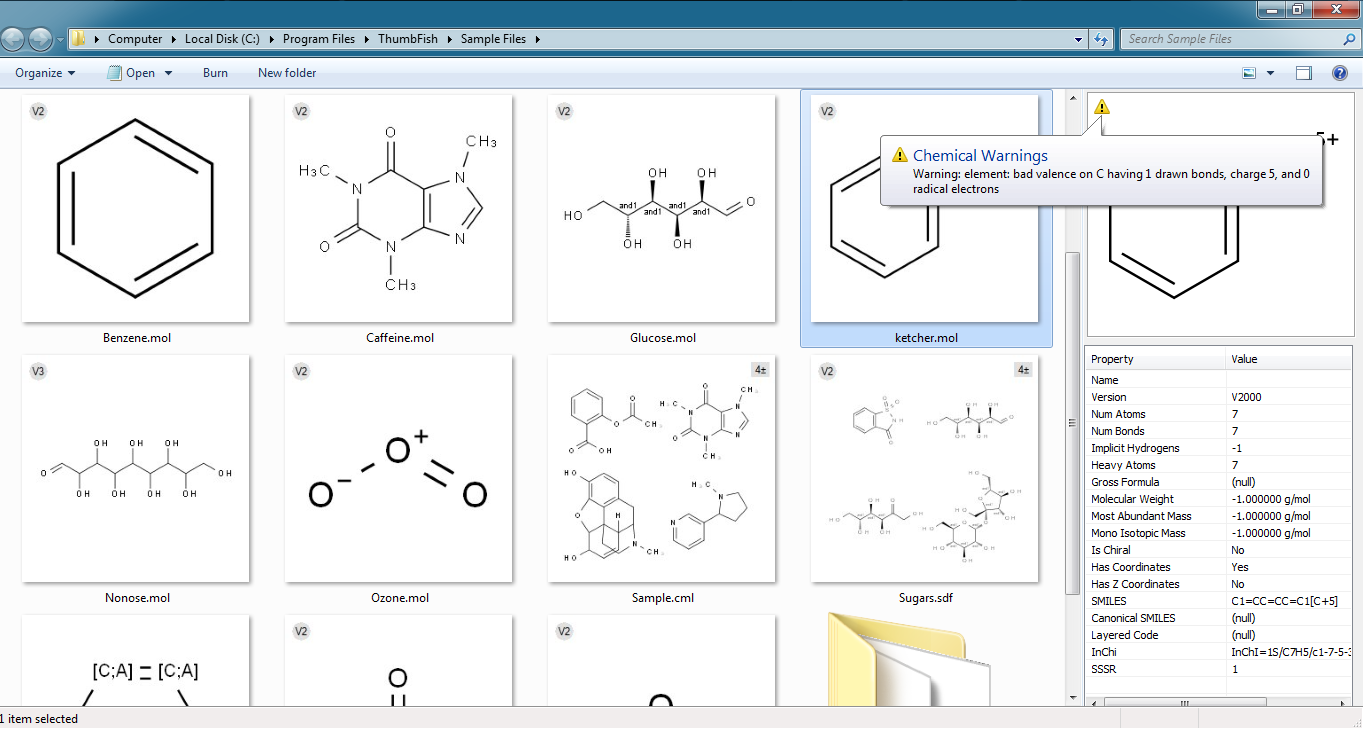 Computer Local Disk (C:) Program Files ThumbFish Sample Files
Search Sample Files
Organize Open Burn New folder
V2
V2
V2
V2
O
CH3
H3C
N
N
O
N
N
CH3
OH OH
HO and1 and1 and1 and1 O
OH OH
5+
Chemical Warnings
Warning: element: bad valence on C having 1 drawn bonds, charge 5, and 0
radical electrons
Benzene.mol
Caffeine.mol
Glucose.mol
ketcher.mol
V3
V2
4±
V2
4±
OH OH OH
O OH
OH OH OH OH
O+
O−
O
Nonose.mol
Ozone.mol
Sample.cml
Sugars.sdf
[C;A] = [C;A]
V2
O
V2
O
Property Value
Name
Version V2000
Num Atoms 7
Num Bonds 7
Implicit Hydrogens -1
Heavy Atoms 7
Gross Formula (null)
Molecular Weight -1.000000 g/mol
Most Abundant Mass -1.000000 g/mol
Mono Isotopic Mass -1.000000 g/mol
Is Chiral No
Has Coordinates Yes
Has Z Coordinates No
SMILES C1=CC=CC=C1[C+5]
Canonical SMILES (null)
Layered Code (null)
InChi InChI=1S/C7H5/c1-7-5-3
SSSR 1
1 item selected